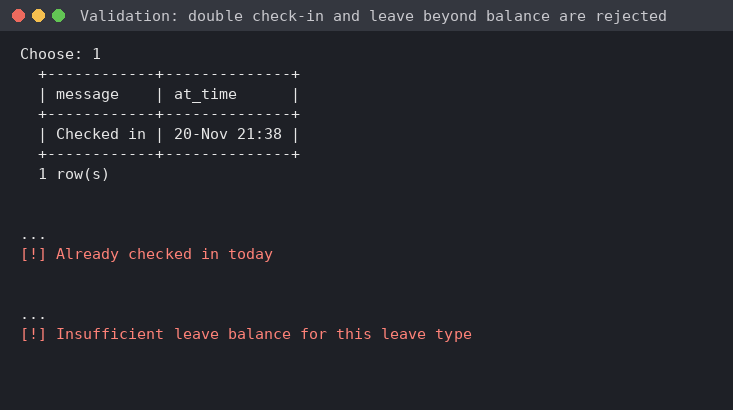 Validation: double check-in and leave beyond balance are rejected
Choose: 1
+------------+--------------+
| message    | at_time      |
+------------+--------------+
| Checked in | 20-Nov 21:38 |
+------------+--------------+
1 row(s)
...
[!] Already checked in today
...
[!] Insufficient leave balance for this leave type